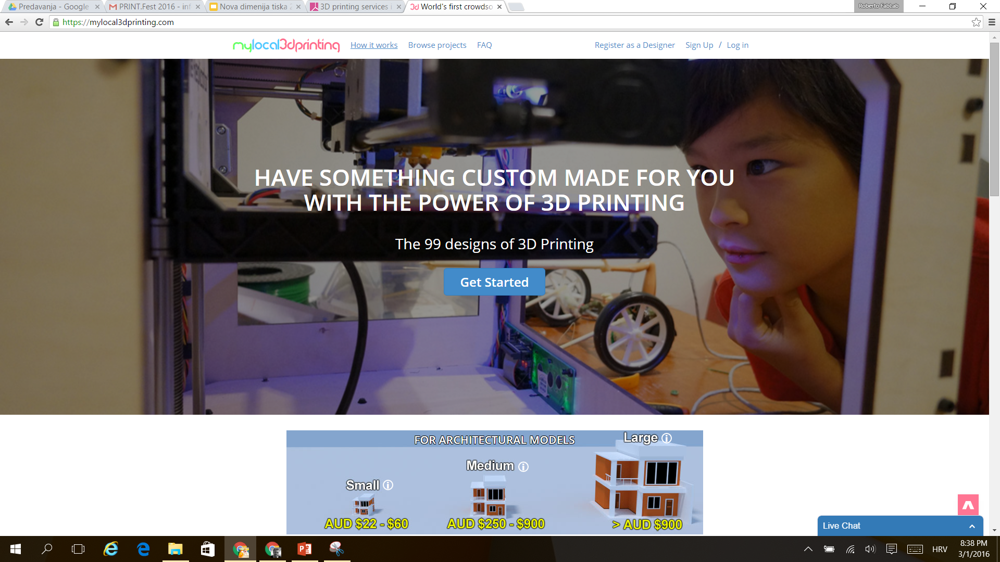 Predavanja - Google
PRINT.Fest 2016 - inf
Nova dimenija tiska 2
3D printing services i
World's first crowdso
Roberto FabLab
https://mylocal3dprinting.com
mylocal3dprinting
How it works
Browse projects
FAQ
Register as a Designer
Sign Up / Log in
HAVE SOMETHING CUSTOM MADE FOR YOU
WITH THE POWER OF 3D PRINTING
The 99 designs of 3D Printing
Get Started
FOR ARCHITECTURAL MODELS
Small
Medium
Large
AUD $22 - $60
AUD $250 - $900
> AUD $900
Live Chat
HRV
8:38 PM
3/1/2016